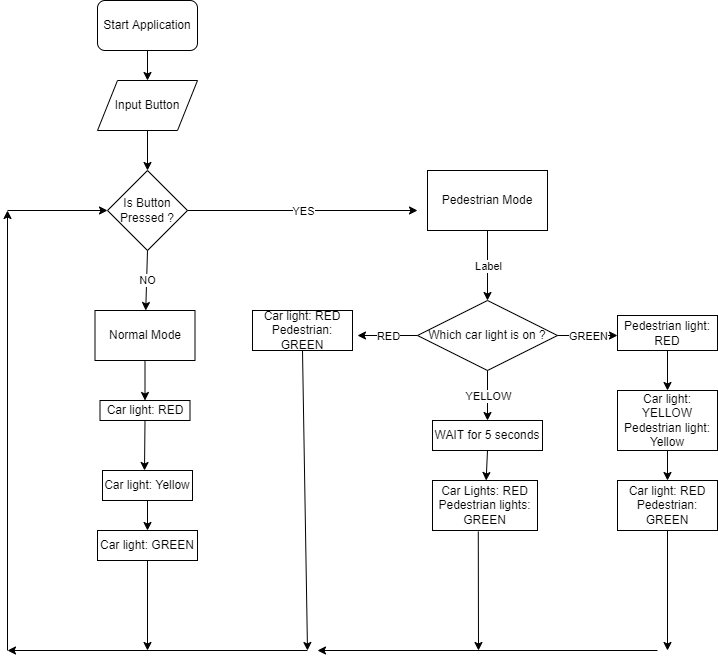 Start Application
Input Button
Is Button
Pressed ?
YES
Pedestrian Mode
Label
NO
Normal Mode
Car light: RED
Pedestrian:
GREEN
RED
Which car light is on ?
GREEN
Pedestrian light:
RED
YELLOW
Car light: RED
Car light:
YELLOW
Pedestrian light:
Yellow
WAIT for 5 seconds
Car light: Yellow
Car Lights: RED
Pedestrian lights:
GREEN
Car light: RED
Pedestrian:
GREEN
Car light: GREEN